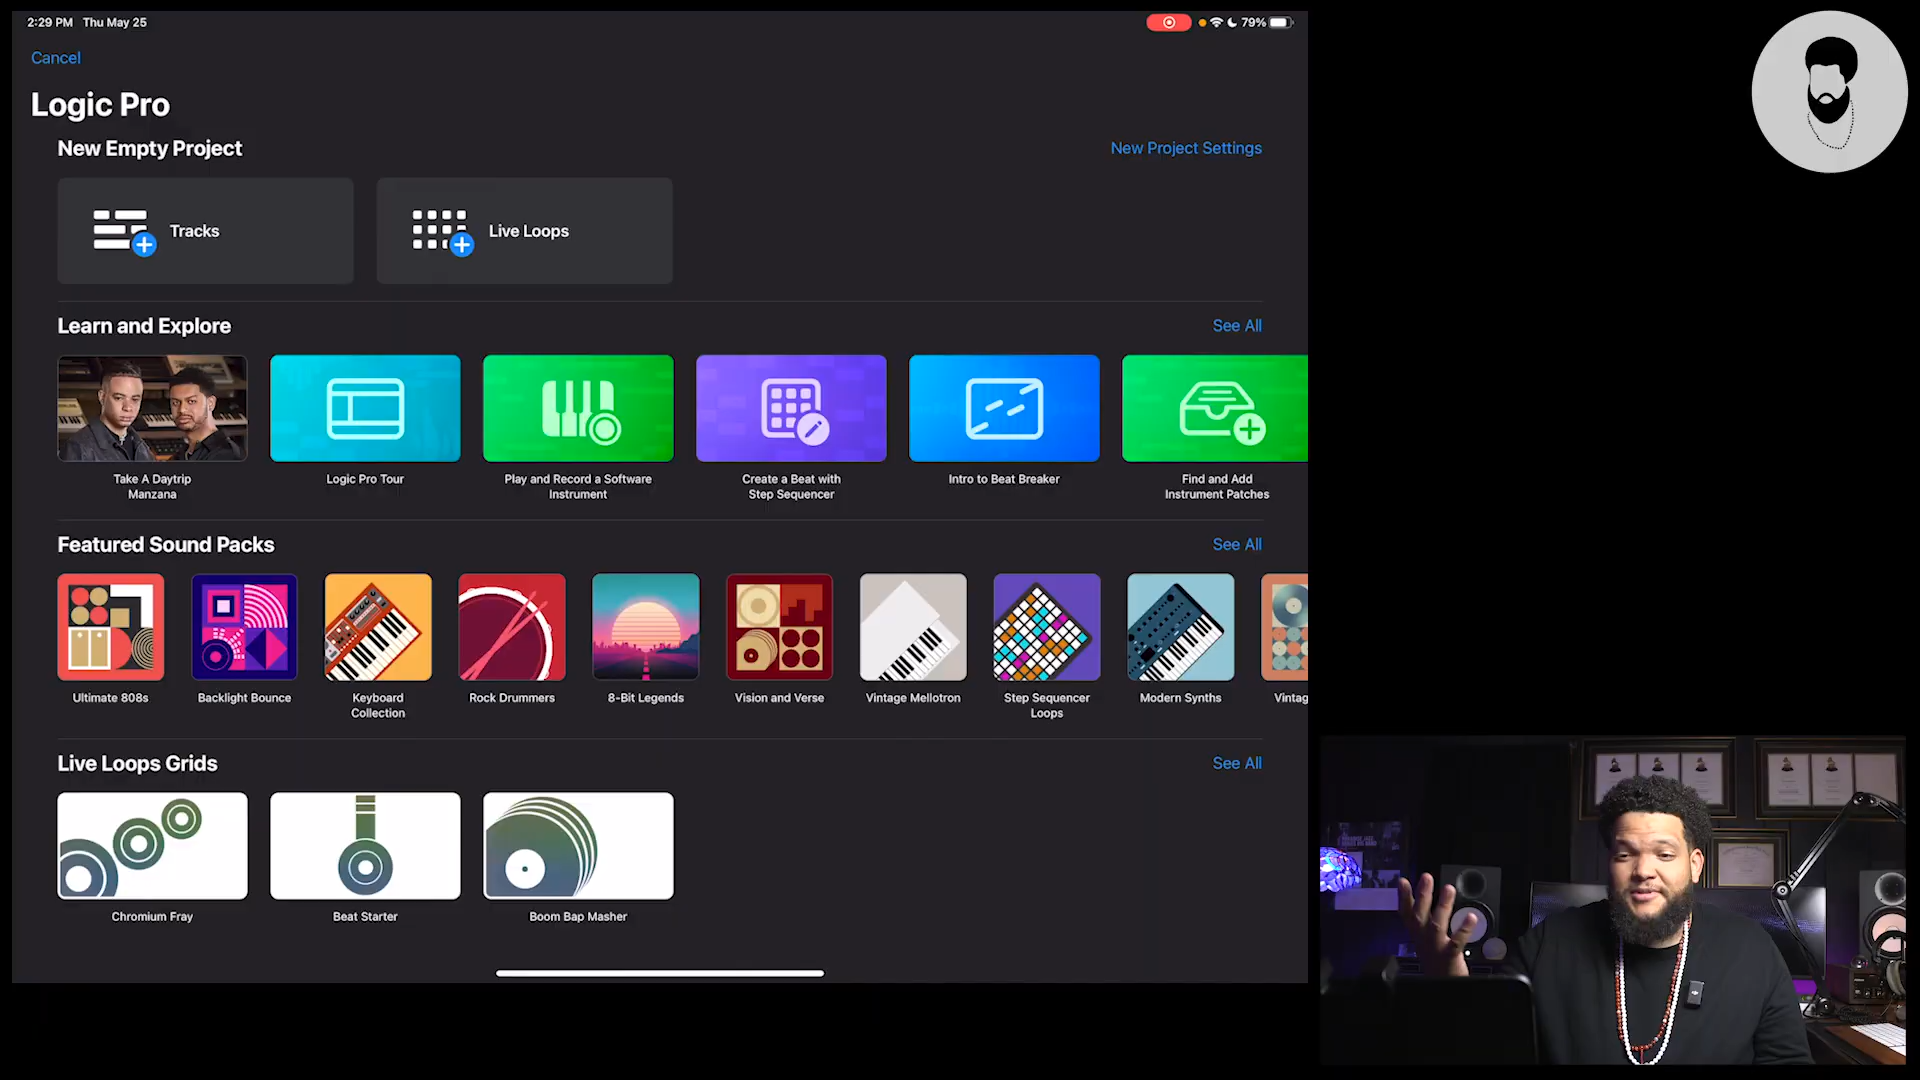 2:29 PM Thu May 25
79%
Cancel
Logic Pro
New Empty Project
New Project Settings
Tracks
Live Loops
Learn and Explore
See All
Take A Daytrip
Manzana
Logic Pro Tour
Play and Record a Software
Instrument
Create a Beat with
Step Sequencer
Intro to Beat Breaker
Find and Add
Instrument Patches
Featured Sound Packs
See All
Ultimate 808s
Backlight Bounce
Keyboard
Collection
Rock Drummers
8-Bit Legends
Vision and Verse
Vintage Mellotron
Step Sequencer
Loops
Modern Synths
Vintag
Live Loops Grids
See All
Chromium Fray
Beat Starter
Boom Bap Masher